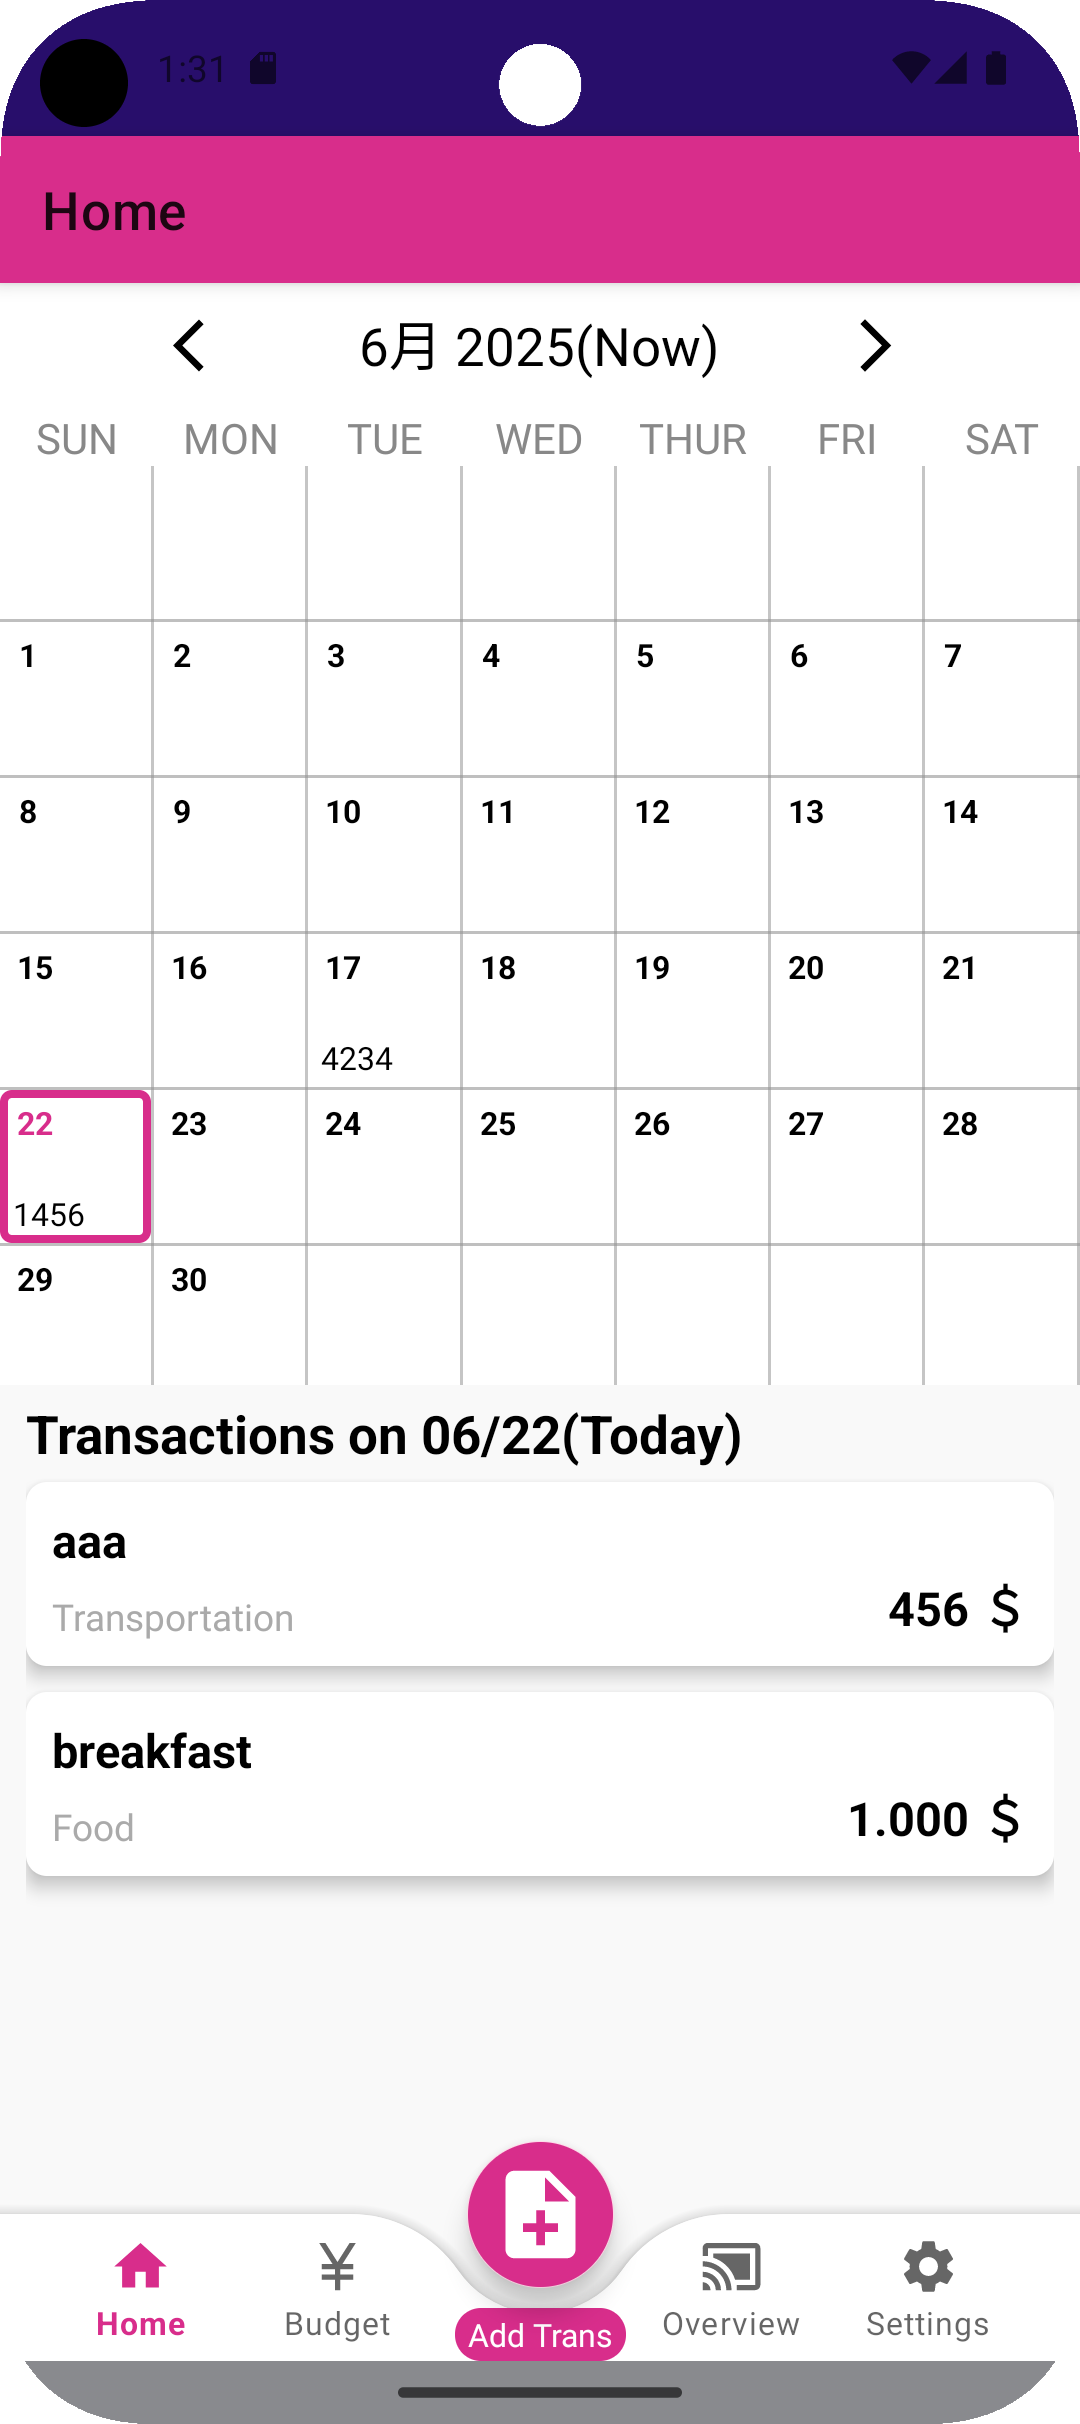 1:31
Home
6月 2025(Now)
SUN MON TUE WED THUR FRI SAT
1 2 3 4 5 6 7
8 9 10 11 12 13 14
15 16 17 18 19 20 21
4234
22 23 24 25 26 27 28
1456
29 30
Transactions on 06/22(Today)
aaa
Transportation 456 $
breakfast
Food 1.000 $
Home Budget Add Trans Overview Settings